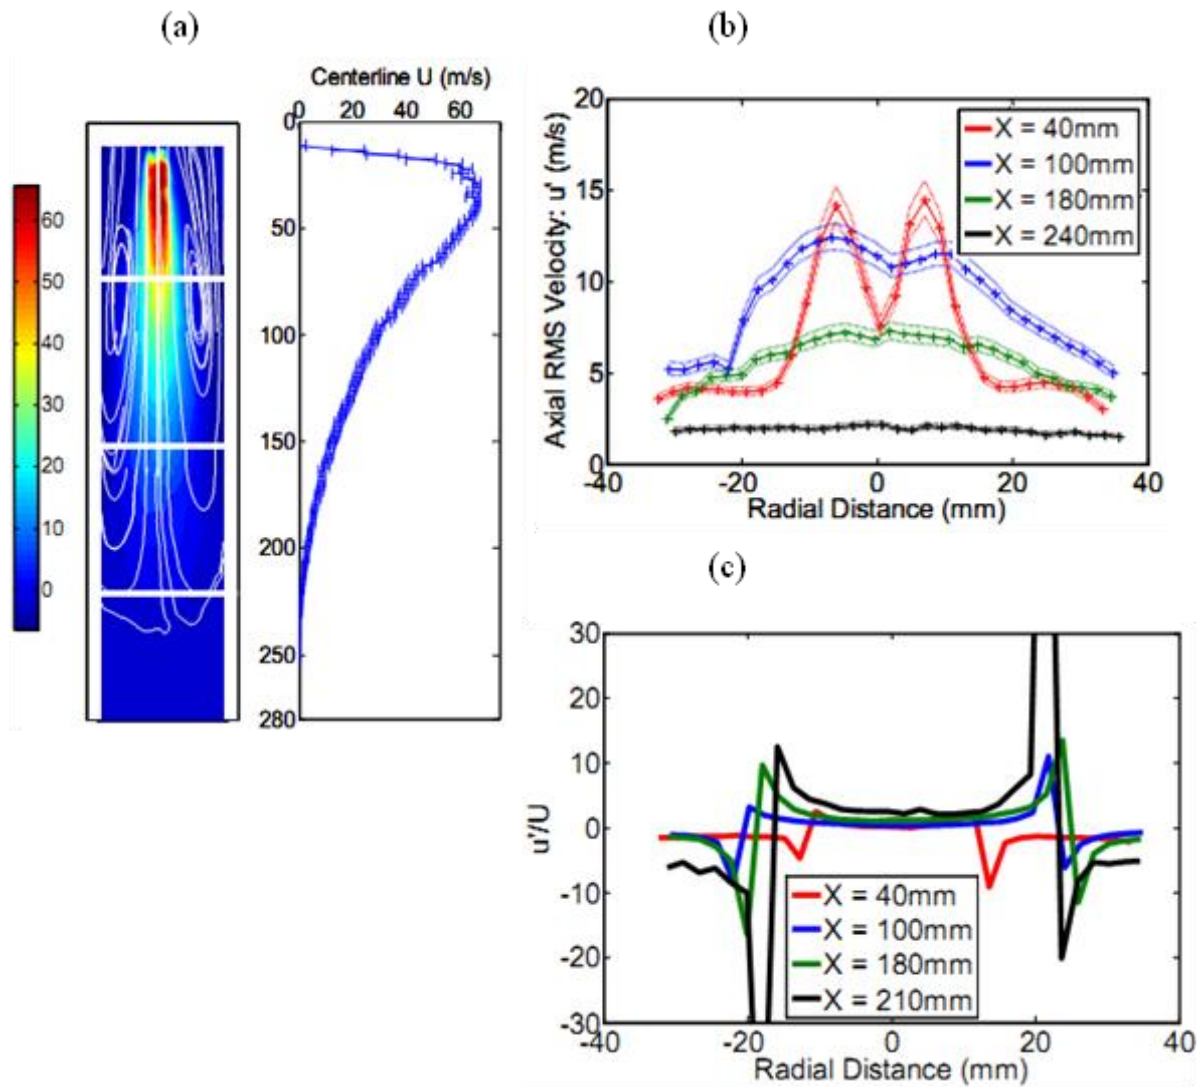 (a)
Centerline U (m/s)
0 20 40 60
0
50
100
150
200
250
280
60
50
40
30
20
10
0
(b)
Axial RMS Velocity: u' (m/s)
20
15
10
5
0
X = 40mm
X = 100mm
X = 180mm
X = 240mm
-40 -20 0 20 40
Radial Distance (mm)
(c)
u'/U
30
20
10
0
-10
-20
-30
X = 40mm
X = 100mm
X = 180mm
X = 210mm
-40 -20 0 20 40
Radial Distance (mm)